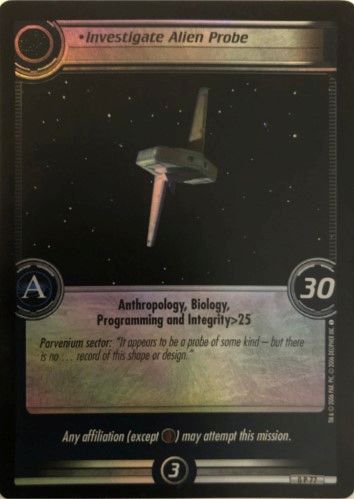 •Investigate Alien Probe
A
30
Anthropology, Biology,
Programming and Integrity>25
Parvenium sector: "It appears to be a probe of some kind – but there
is no . . . record of this shape or design."
Any affiliation (except ) may attempt this mission.
3